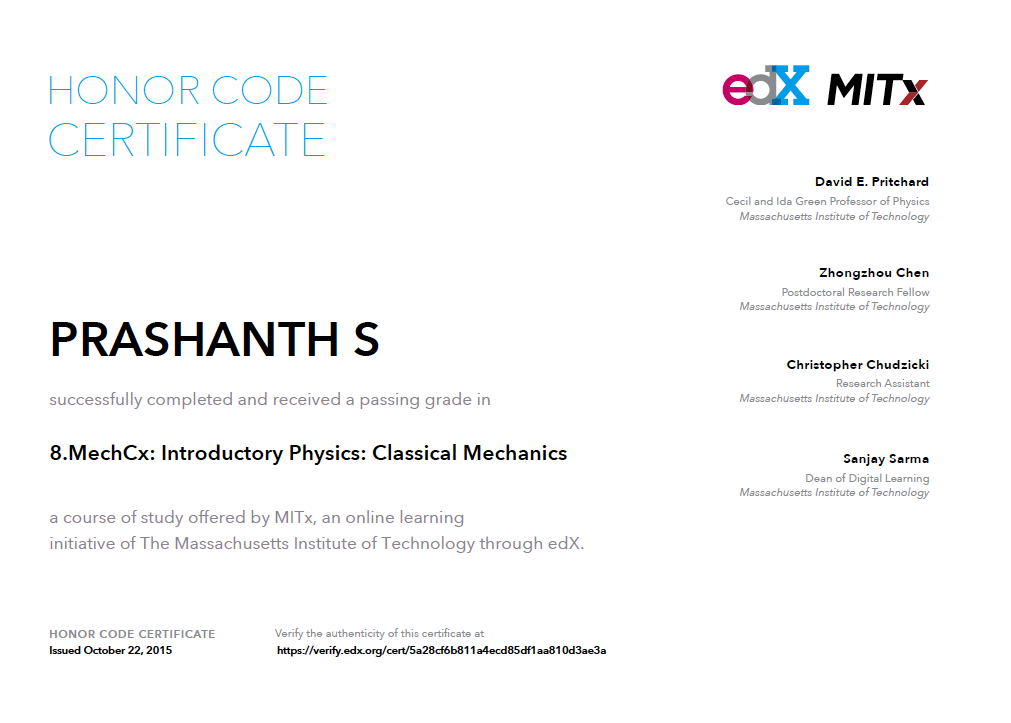 HONOR CODE
CERTIFICATE
edX MITx
David E. Pritchard
Cecil and Ida Green Professor of Physics
Massachusetts Institute of Technology
Zhongzhou Chen
Postdoctoral Research Fellow
Massachusetts Institute of Technology
Christopher Chudzicki
Research Assistant
Massachusetts Institute of Technology
Sanjay Sarma
Dean of Digital Learning
Massachusetts Institute of Technology
PRASHANTH S
successfully completed and received a passing grade in
8.MechCx: Introductory Physics: Classical Mechanics
a course of study offered by MITx, an online learning
initiative of The Massachusetts Institute of Technology through edX.
HONOR CODE CERTIFICATE
Issued October 22, 2015
Verify the authenticity of this certificate at
https://verify.edx.org/cert/5a28cf6b811a4ecd85df1aa810d3ae3a